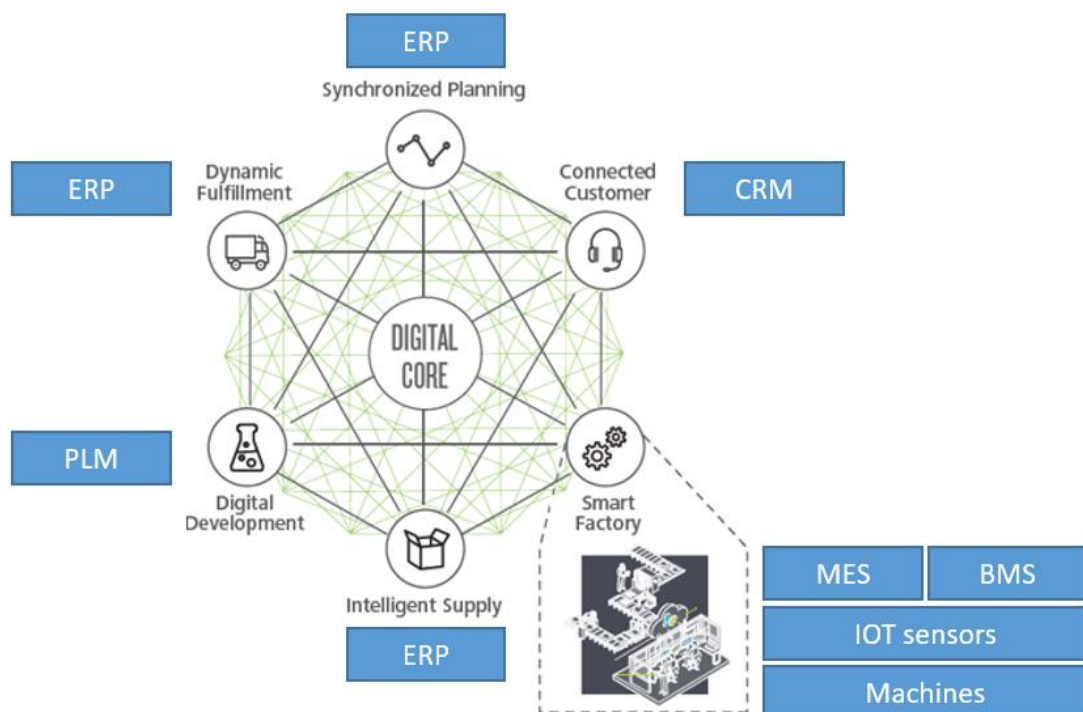 ERP
Synchronized Planning
ERP
Dynamic
Fulfillment
Connected
Customer
CRM
DIGITAL
CORE
PLM
Digital
Development
Smart
Factory
Intelligent Supply
ERP
MES
BMS
IOT sensors
Machines